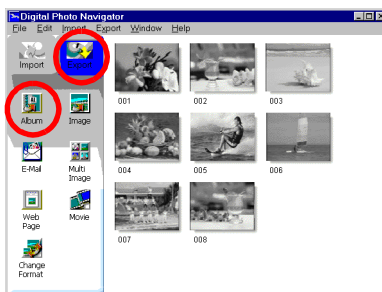 Digital Photo Navigator
File Edit Import Export Window Help
Import Export
Album Image
E-Mail Multi Image
Web Page Movie
Change Format
001 002 003
004 005 006
007 008